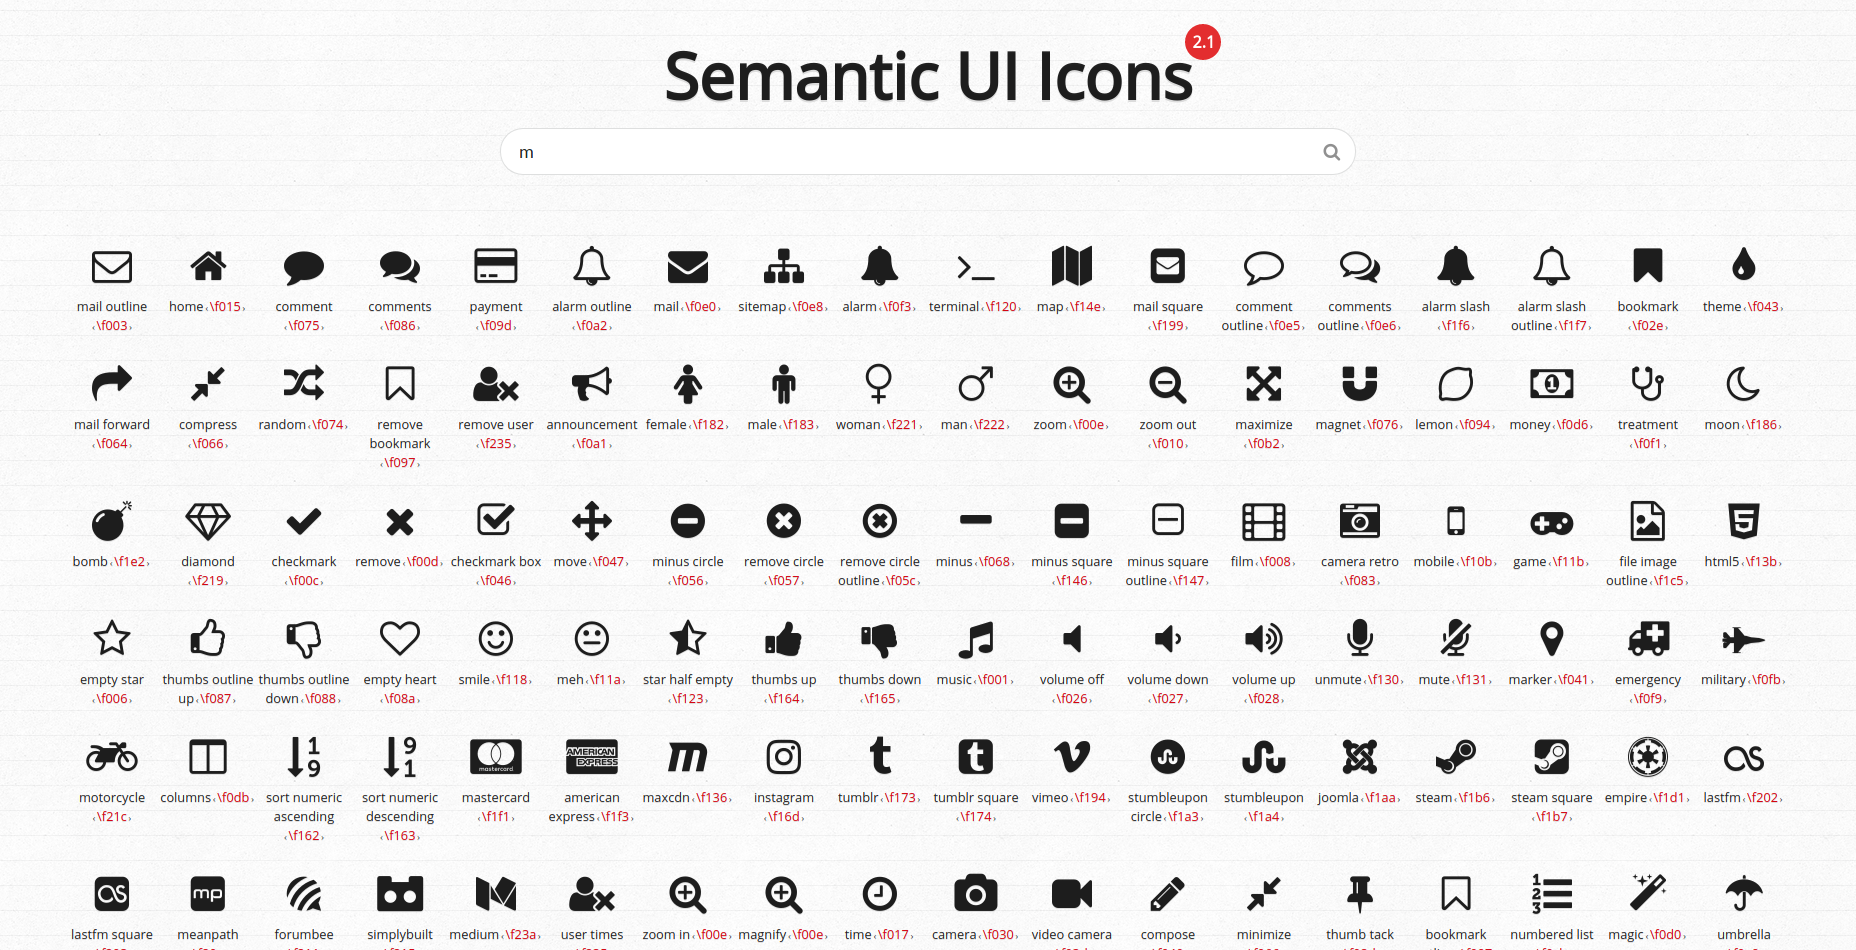 Semantic UI Icons
2.1
m
mail outline home ‹\f015› comment comments payment alarm outline mail ‹\f0e0› sitemap ‹\f0e8› alarm ‹\f0f3› terminal ‹\f120› map ‹\f14e› mail square comment comments alarm slash alarm slash bookmark theme ‹\f043›
‹\f003› ‹\f075› ‹\f086› ‹\f09d› ‹\f0a2› ‹\f199› outline ‹\f0e5› outline ‹\f0e6› ‹\f1f6› outline ‹\f1f7› ‹\f02e›
mail forward compress random ‹\f074› remove remove user announcement female ‹\f182› male ‹\f183› woman ‹\f221› man ‹\f222› zoom ‹\f00e› zoom out maximize magnet ‹\f076› lemon ‹\f094› money ‹\f0d6› treatment moon ‹\f186›
‹\f064› ‹\f066› bookmark ‹\f235› ‹\f0a1› ‹\f010› ‹\f0b2› ‹\f0f1›
‹\f097›
bomb ‹\f1e2› diamond checkmark remove ‹\f00d› checkmark box move ‹\f047› minus circle remove circle remove circle minus ‹\f068› minus square minus square film ‹\f008› camera retro mobile ‹\f10b› game ‹\f11b› file image html5 ‹\f13b›
‹\f219› ‹\f00c› ‹\f046› ‹\f056› ‹\f057› outline ‹\f05c› ‹\f146› outline ‹\f147› ‹\f083› outline ‹\f1c5›
5
empty star thumbs outline thumbs outline empty heart smile ‹\f118› meh ‹\f11a› star half empty thumbs up thumbs down music ‹\f001› volume off volume down volume up unmute ‹\f130› mute ‹\f131› marker ‹\f041› emergency military ‹\f0fb›
‹\f006› up ‹\f087› down ‹\f088› ‹\f08a› ‹\f123› ‹\f164› ‹\f165› ‹\f026› ‹\f027› ‹\f028› ‹\f0f9›
1 9 9 1 mastercard AMERICAN EXPRESS
motorcycle columns ‹\f0db› sort numeric sort numeric mastercard american maxcdn ‹\f136› instagram tumblr ‹\f173› tumblr square vimeo ‹\f194› stumbleupon stumbleupon joomla ‹\f1aa› steam ‹\f1b6› steam square empire ‹\f1d1› lastfm ‹\f202›
‹\f21c› ascending descending ‹\f1f1› express ‹\f1f3› ‹\f16d› ‹\f174› circle ‹\f1a3› ‹\f1a4› ‹\f1b7›
‹\f162› ‹\f163›
mp 1 2 3
lastfm square meanpath forumbee simplybuilt medium ‹\f23a› user times zoom in ‹\f00e› magnify ‹\f00e› time ‹\f017› camera ‹\f030› video camera compose minimize thumb tack bookmark numbered list magic ‹\f0d0› umbrella